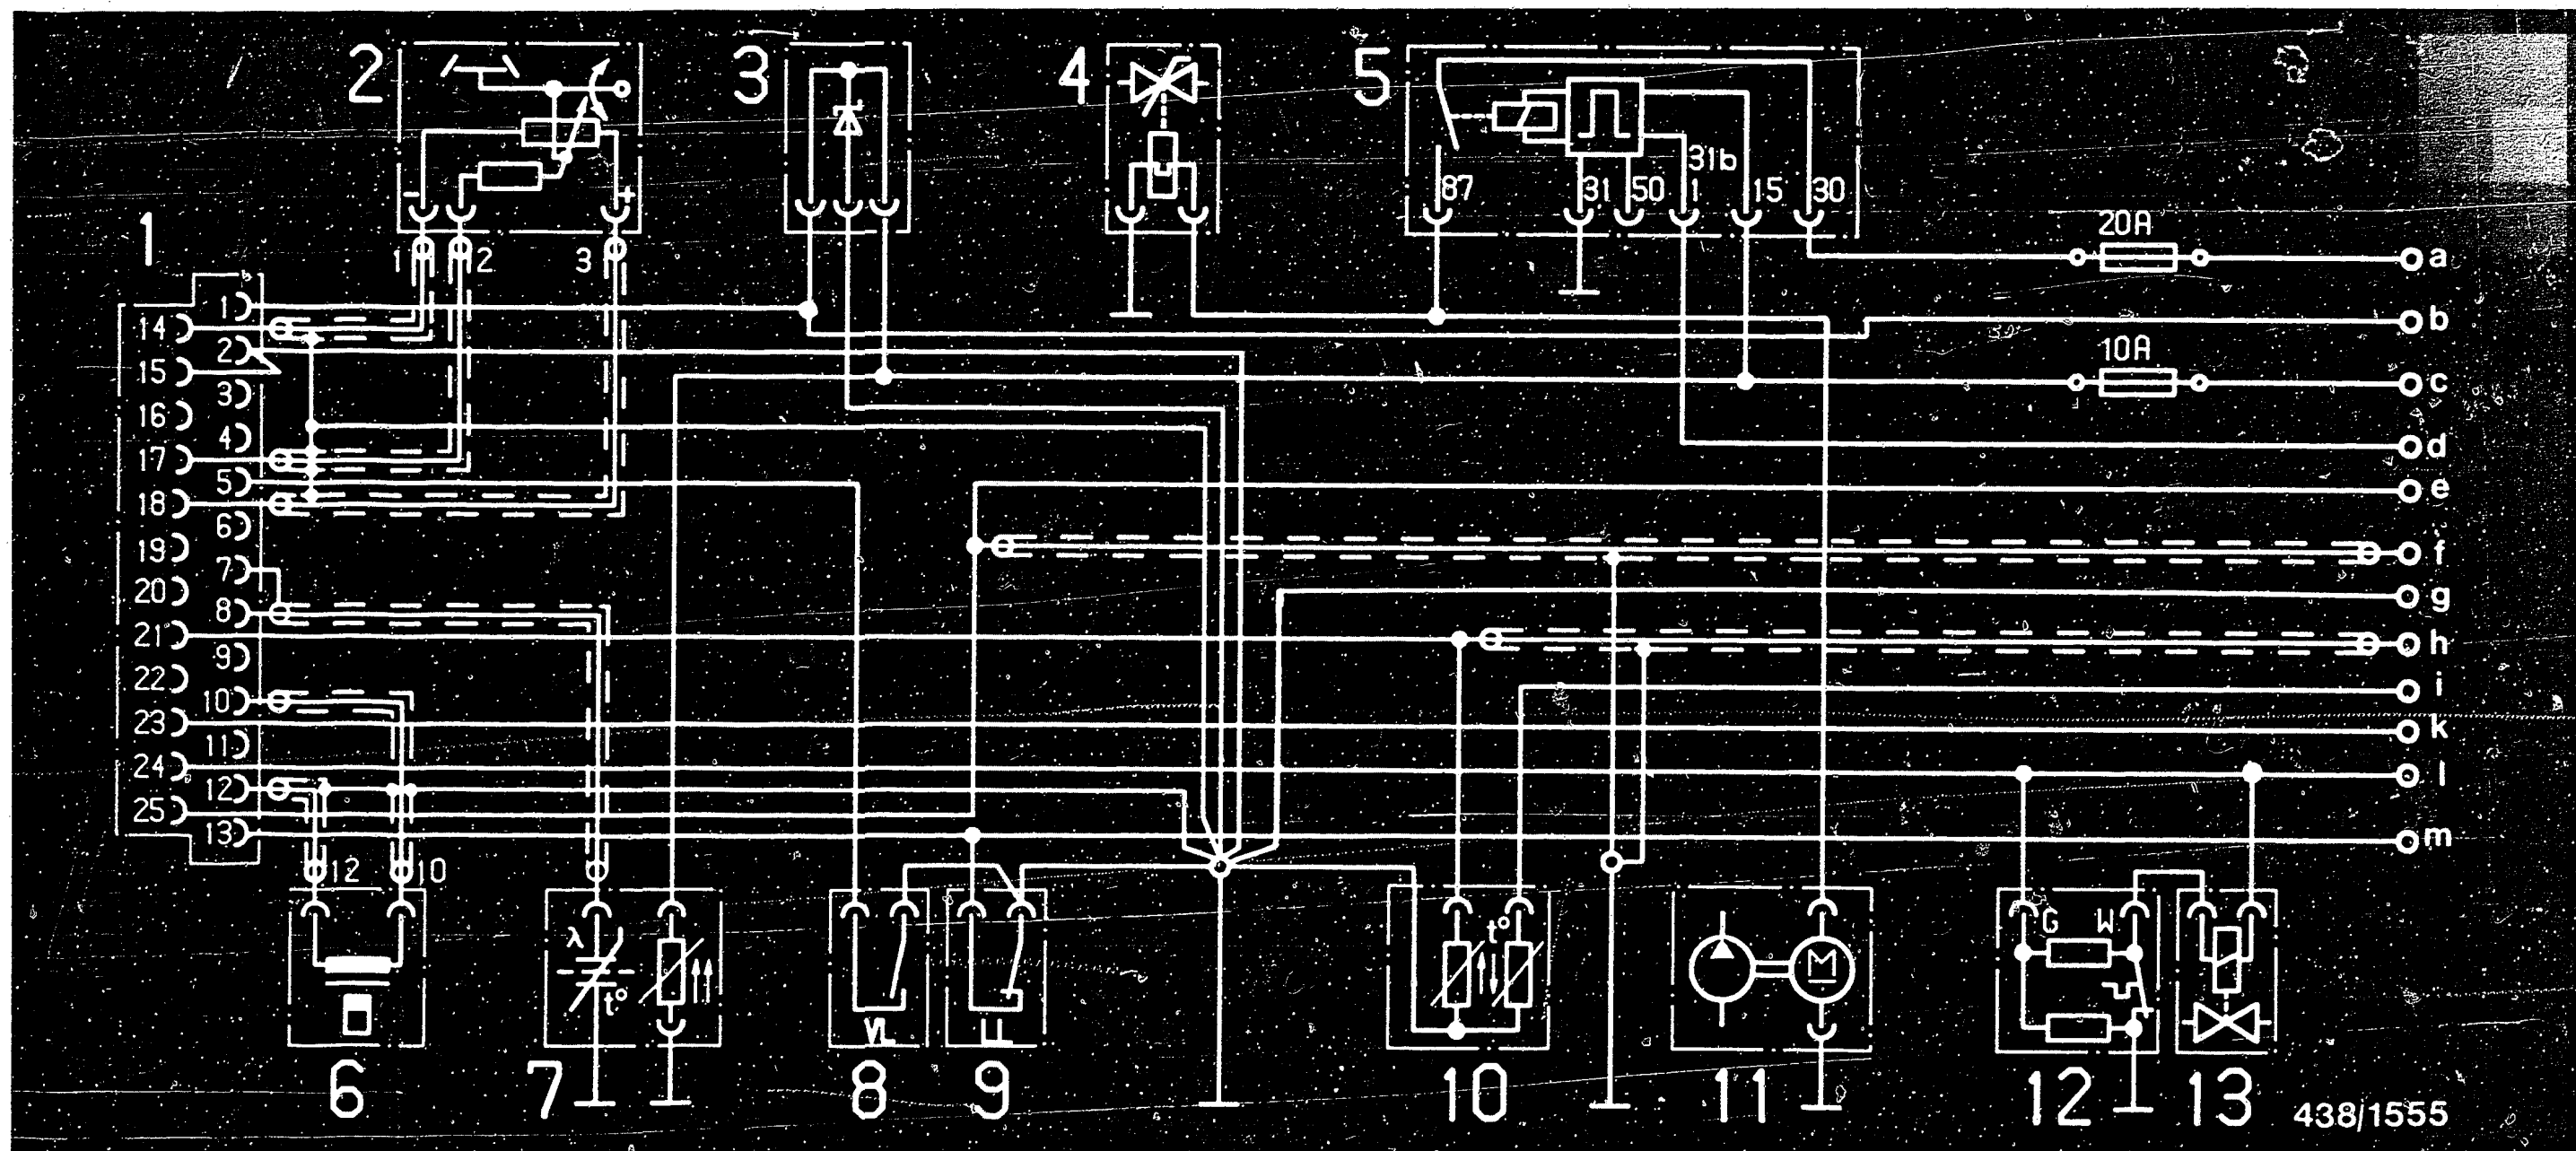 2 3 4 5
- +
87 31 50 31b 1 15 30
1
1 2 3
20A
a
b
10A
c
d
e
f
g
h
i
k
l
m
1
14
2
15
3
16
4
17
5
18
6
19
7
20
8
21
9
22
10
23
11
24
12
25
13
12 10
λ t°
VL LL
t°
M
G W
6 7 8 9 10 11 12 13
438/1555